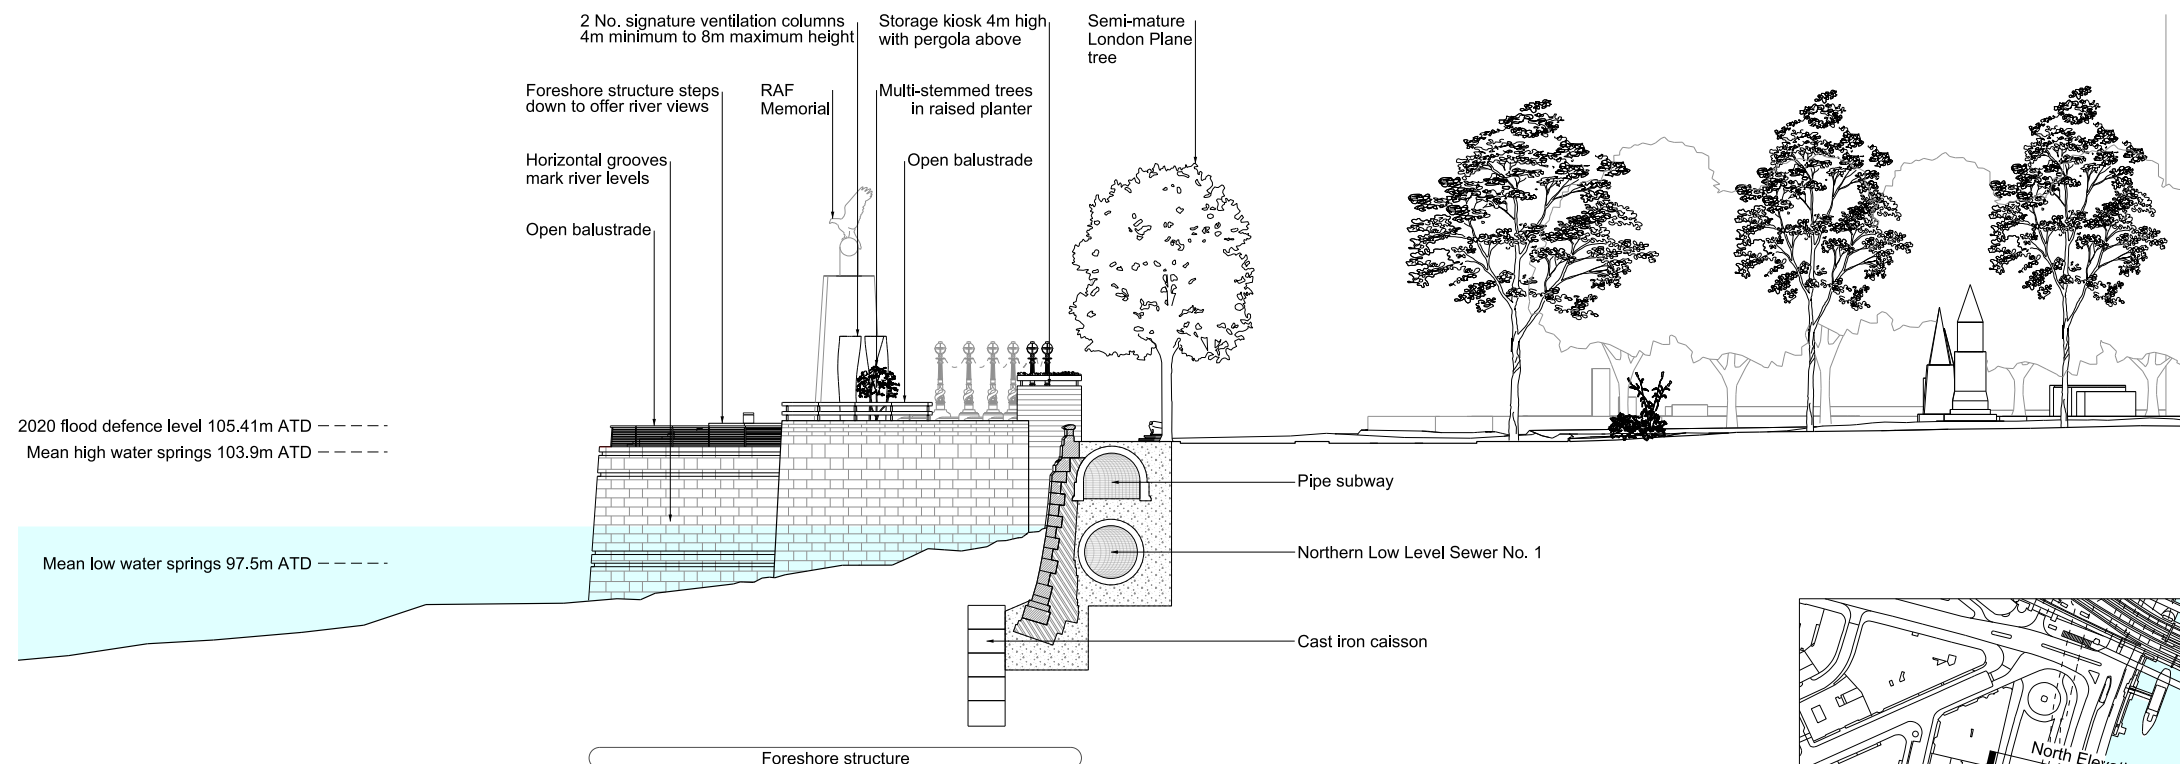 2 No. signature ventilation columns
4m minimum to 8m maximum height
Storage kiosk 4m high
with pergola above
Semi-mature
London Plane
tree
Foreshore structure steps
down to offer river views
RAF
Memorial
Multi-stemmed trees
in raised planter
Horizontal grooves
mark river levels
Open balustrade
Open balustrade
2020 flood defence level 105.41m ATD
Mean high water springs 103.9m ATD
Pipe subway
Northern Low Level Sewer No. 1
Mean low water springs 97.5m ATD
Cast iron caisson
Foreshore structure
North